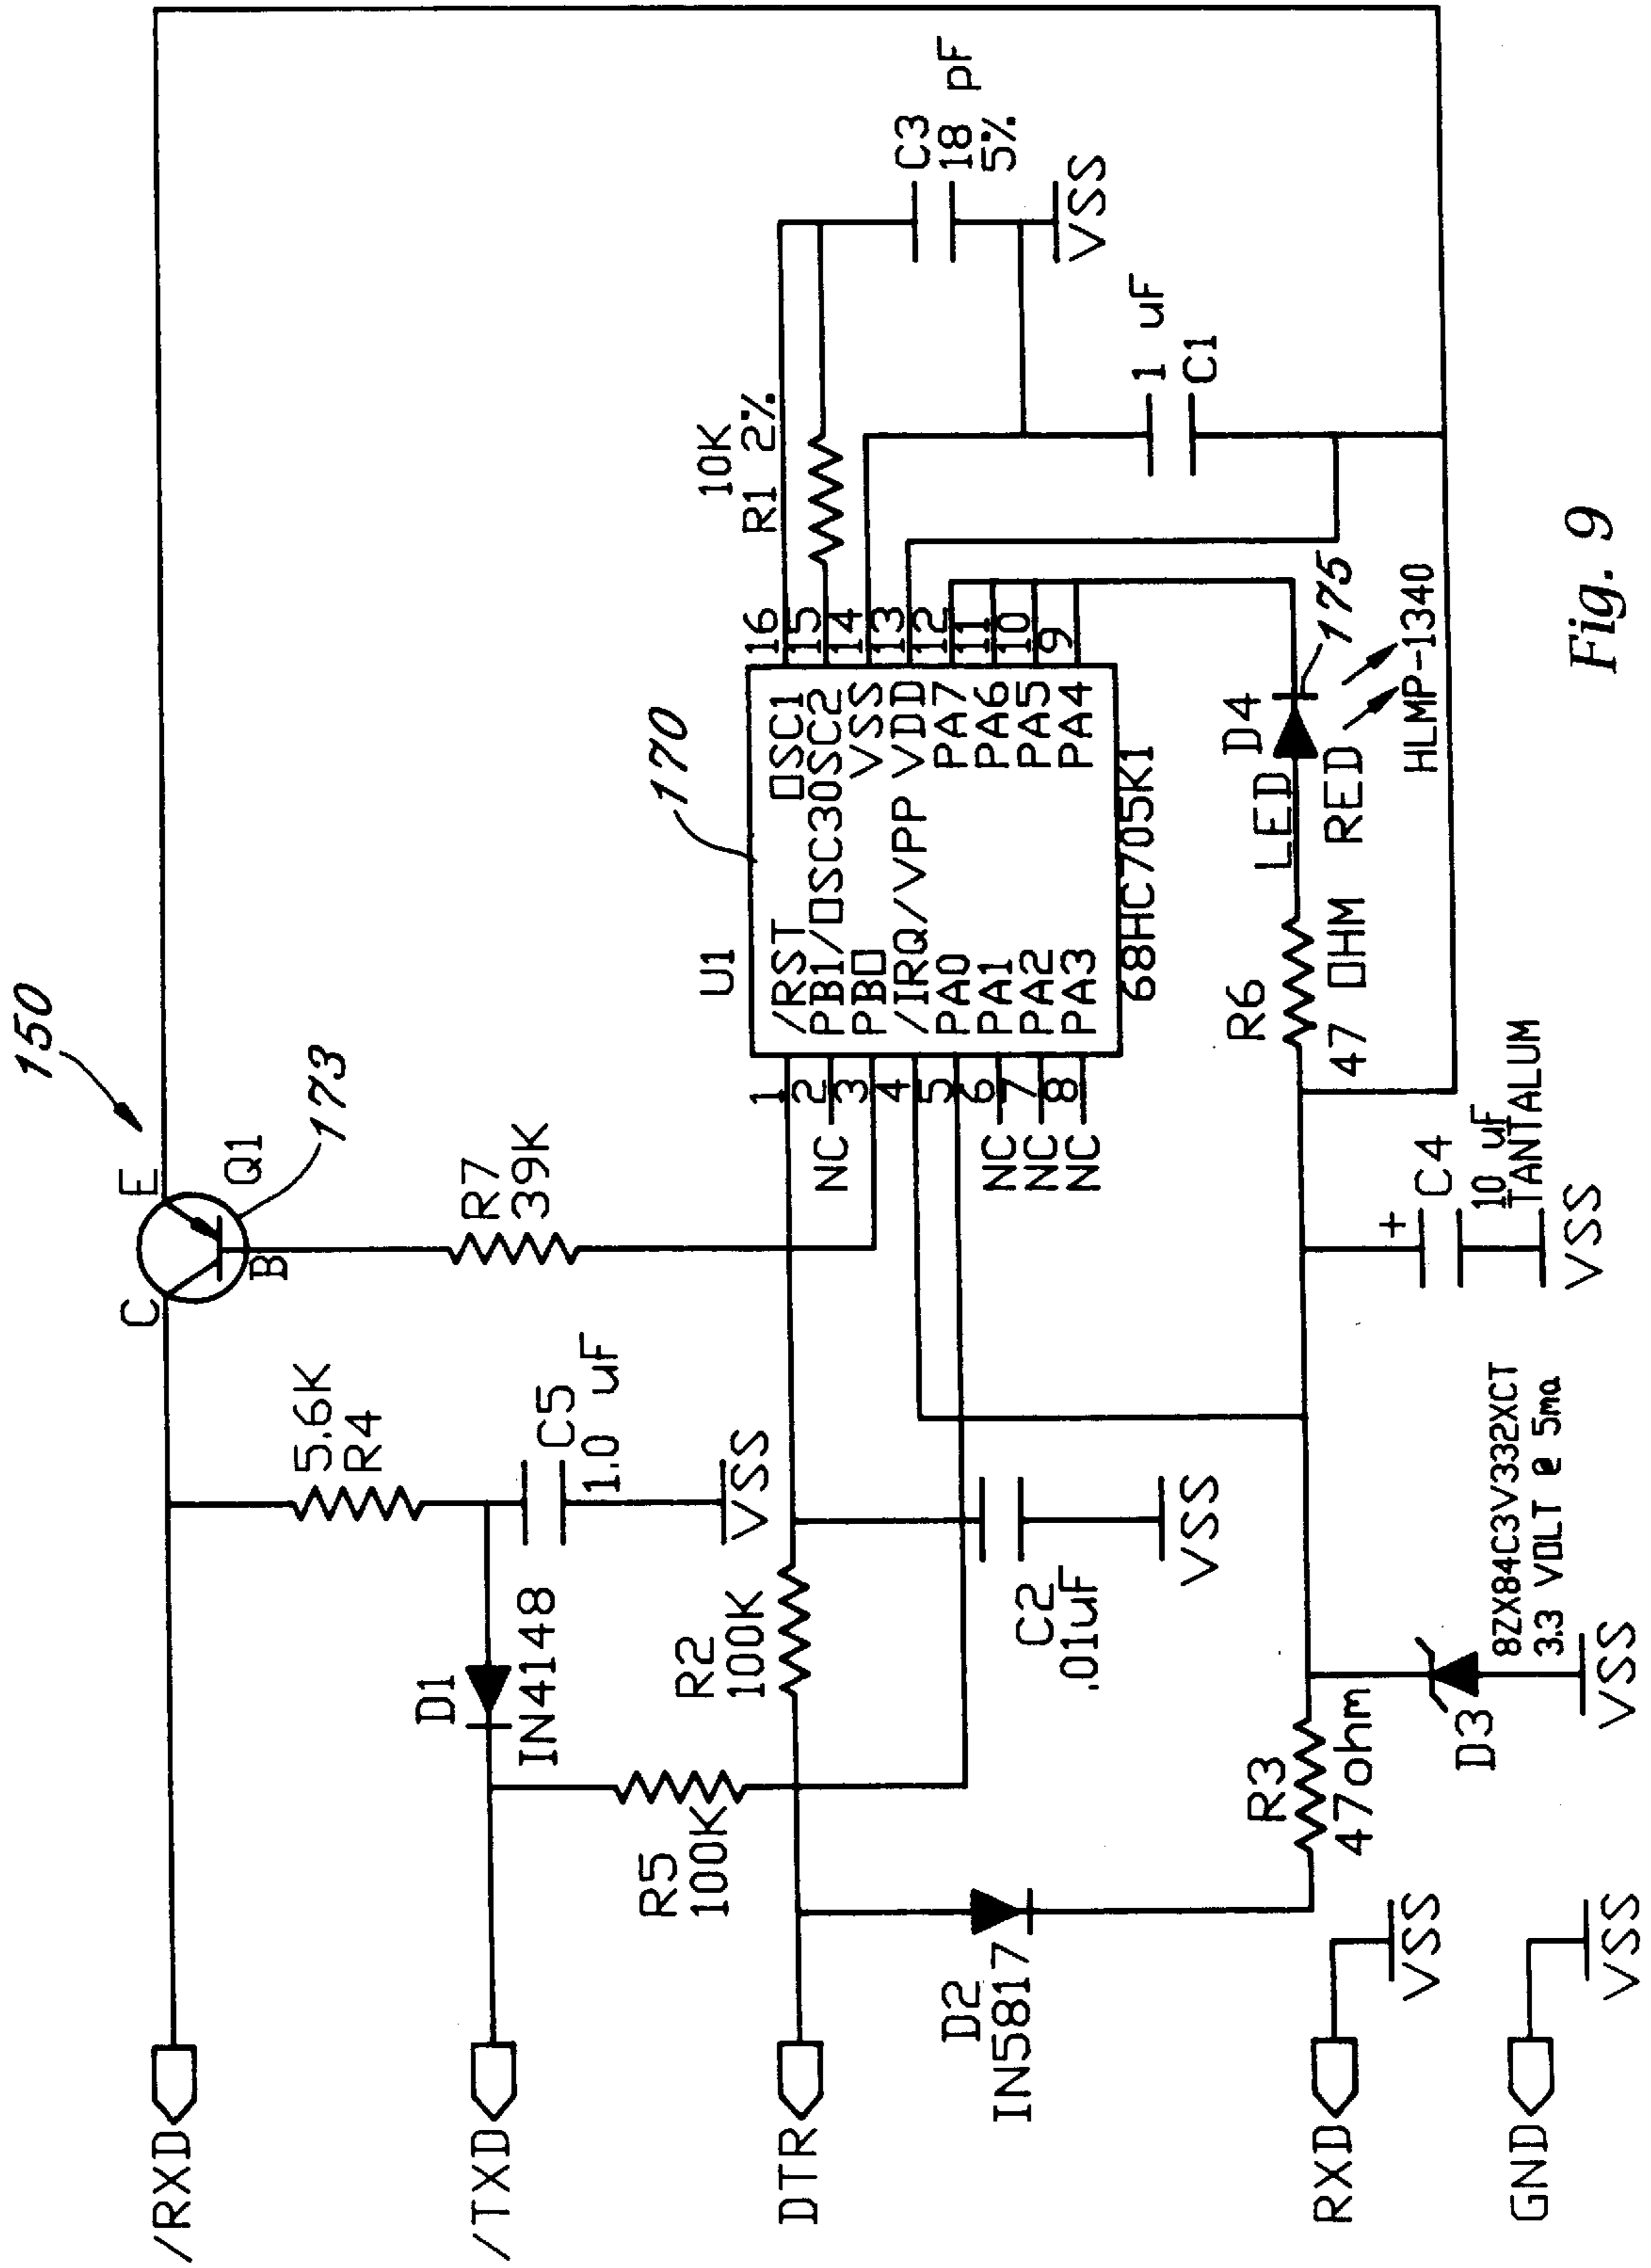 150
/RXD
C
E
B
Q1
173
5.6K
R4
R7
39K
/TXD
D1
IN4148
C5
1.0 uF
VSS
R5
100K
DTR
R2
100K
C2
.01uF
VSS
D2
IN5817
U1
170
1
2
3
4
5
6
7
8
NC
NC
NC
NC
/RST
PB1/OSC3
PB0
/IRQ/VPP
PA0
PA1
PA2
PA3
OSC1
OSC2
VSS
VDD
PA7
PA6
PA5
PA4
16
15
14
13
12
11
10
9
68HC705K1
10K
R1 2%
C3
18 pF
5%
VSS
1 uF
C1
RXD
VSS
R3
47ohm
D3
8ZX84C3V332XCT
3.3 VOLT @ 5ma
VSS
+
C4
10 uF
TANTALUM
VSS
R6
47 OHM
LED
D4
RED
175
HLMP-1340
GND
VSS
Fig. 9